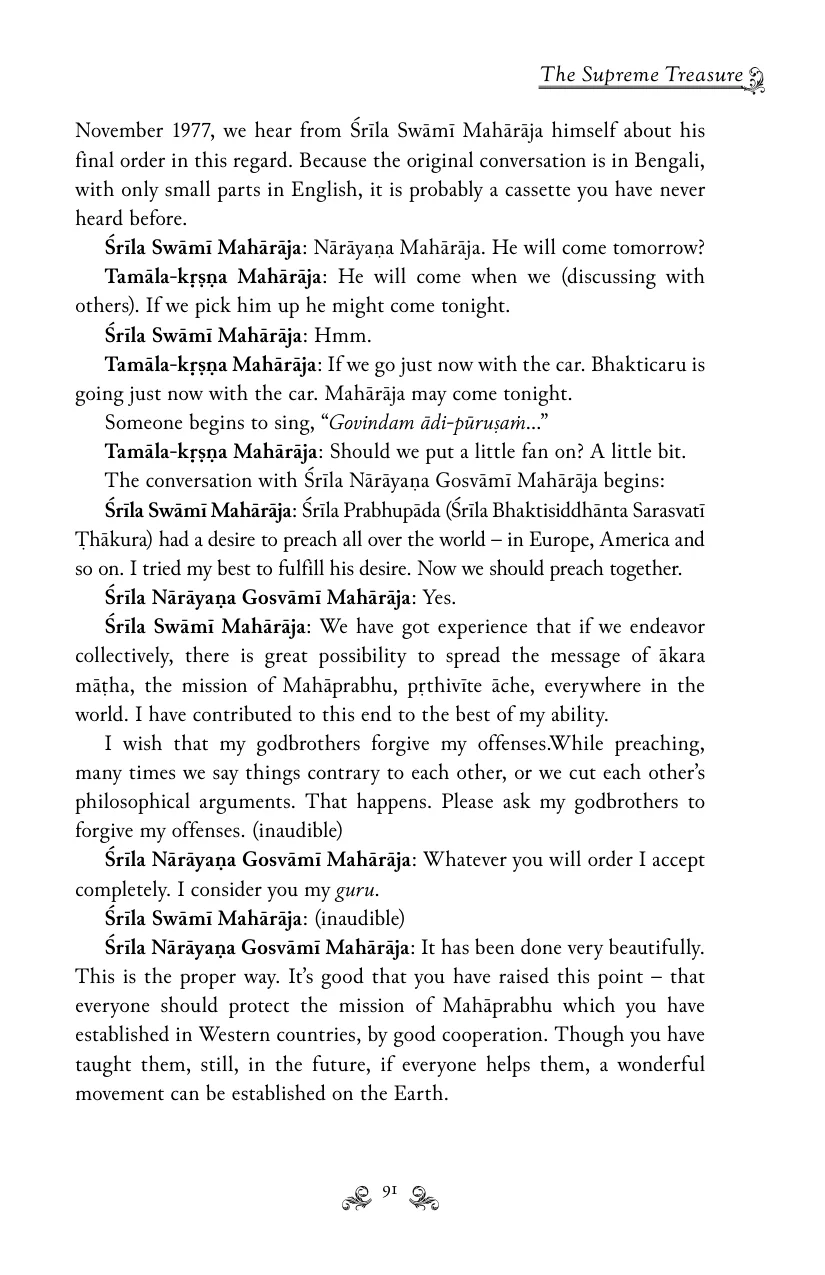 The Supreme Treasure
November 1977, we hear from Śrīla Swāmī Mahārāja himself about his
final order in this regard. Because the original conversation is in Bengali,
with only small parts in English, it is probably a cassette you have never
heard before.
Śrīla Swāmī Mahārāja: Nārāyaṇa Mahārāja. He will come tomorrow?
Tamāla-kṛṣṇa Mahārāja: He will come when we (discussing with
others). If we pick him up he might come tonight.
Śrīla Swāmī Mahārāja: Hmm.
Tamāla-kṛṣṇa Mahārāja: If we go just now with the car. Bhakticaru is
going just now with the car. Mahārāja may come tonight.
Someone begins to sing, “Govindam ādi-pūruṣaṁ...”
Tamāla-kṛṣṇa Mahārāja: Should we put a little fan on? A little bit.
The conversation with Śrīla Nārāyaṇa Gosvāmī Mahārāja begins:
Śrīla Swāmī Mahārāja: Śrīla Prabhupāda (Śrīla Bhaktisiddhānta Sarasvatī
Ṭhākura) had a desire to preach all over the world – in Europe, America and
so on. I tried my best to fulfill his desire. Now we should preach together.
Śrīla Nārāyaṇa Gosvāmī Mahārāja: Yes.
Śrīla Swāmī Mahārāja: We have got experience that if we endeavor
collectively, there is great possibility to spread the message of ākara
māṭha, the mission of Mahāprabhu, pṛthivīte āche, everywhere in the
world. I have contributed to this end to the best of my ability.
I wish that my godbrothers forgive my offenses.While preaching,
many times we say things contrary to each other, or we cut each other’s
philosophical arguments. That happens. Please ask my godbrothers to
forgive my offenses. (inaudible)
Śrīla Nārāyaṇa Gosvāmī Mahārāja: Whatever you will order I accept
completely. I consider you my guru.
Śrīla Swāmī Mahārāja: (inaudible)
Śrīla Nārāyaṇa Gosvāmī Mahārāja: It has been done very beautifully.
This is the proper way. It’s good that you have raised this point – that
everyone should protect the mission of Mahāprabhu which you have
established in Western countries, by good cooperation. Though you have
taught them, still, in the future, if everyone helps them, a wonderful
movement can be established on the Earth.
91